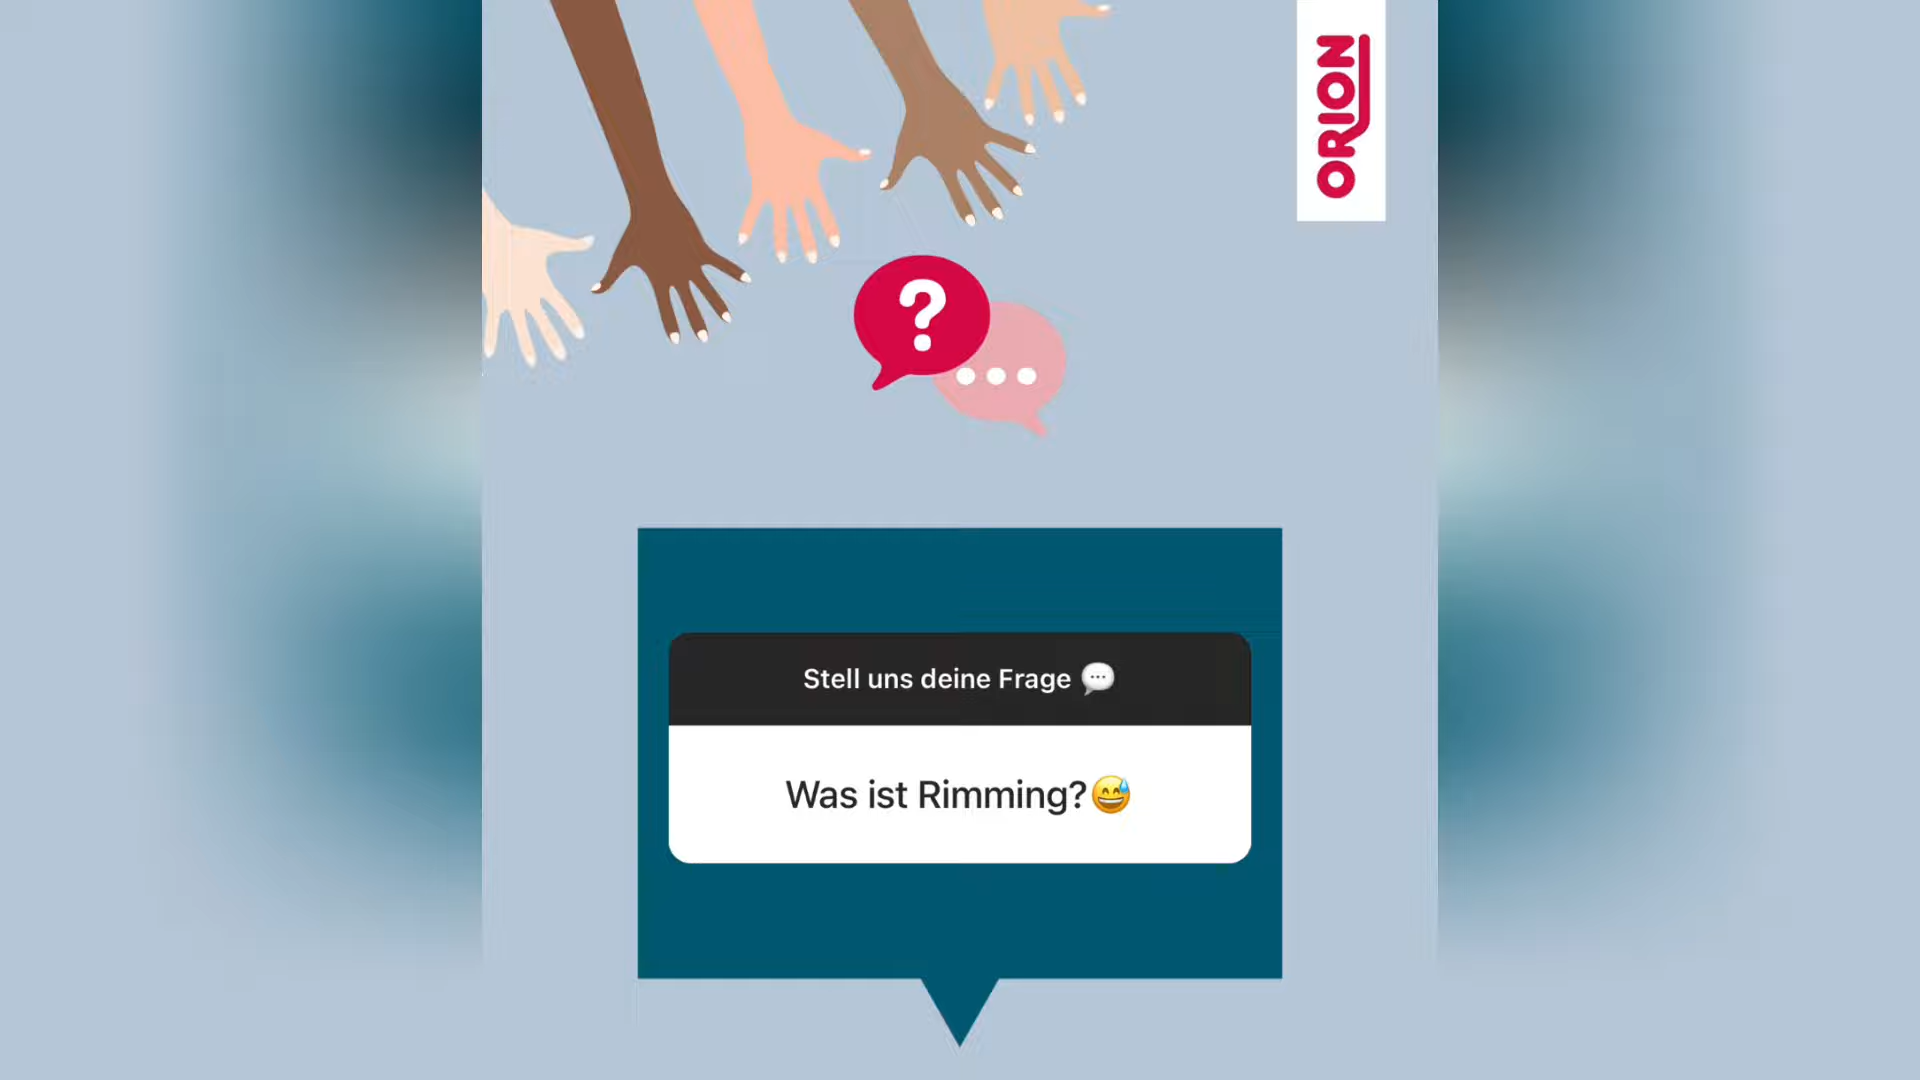 ORION
?
Stell uns deine Frage 💬
Was ist Rimming?😅